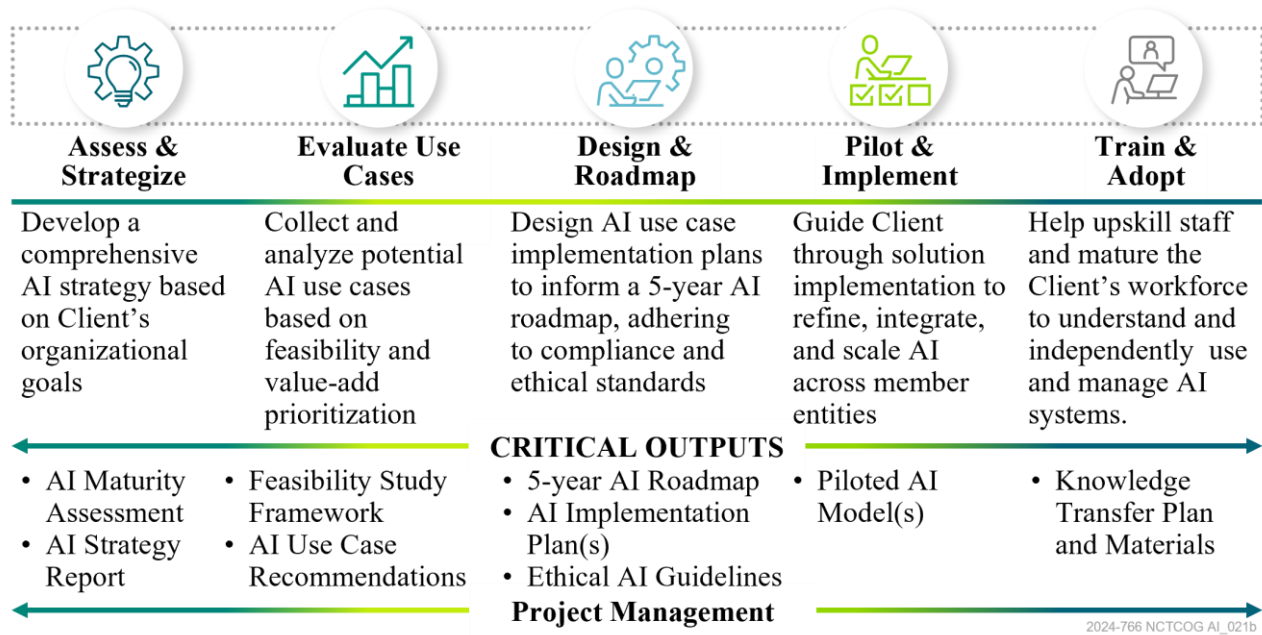 Assess &
Strategize
Evaluate Use
Cases
Design &
Roadmap
Pilot &
Implement
Train &
Adopt
Develop a
comprehensive
AI strategy based
on Client’s
organizational
goals
Collect and
analyze potential
AI use cases
based on
feasibility and
value-add
prioritization
Design AI use case
implementation plans
to inform a 5-year AI
roadmap, adhering
to compliance and
ethical standards
Guide Client
through solution
implementation to
refine, integrate,
and scale AI
across member
entities
Help upskill staff
and mature the
Client’s workforce
to understand and
independently use
and manage AI
systems.
CRITICAL OUTPUTS
• AI Maturity
Assessment
• AI Strategy
Report
• Feasibility Study
Framework
• AI Use Case
Recommendations
• 5-year AI Roadmap
• AI Implementation
Plan(s)
• Ethical AI Guidelines
• Piloted AI
Model(s)
• Knowledge
Transfer Plan
and Materials
Project Management
2024-766 NCTCOG AI_021b